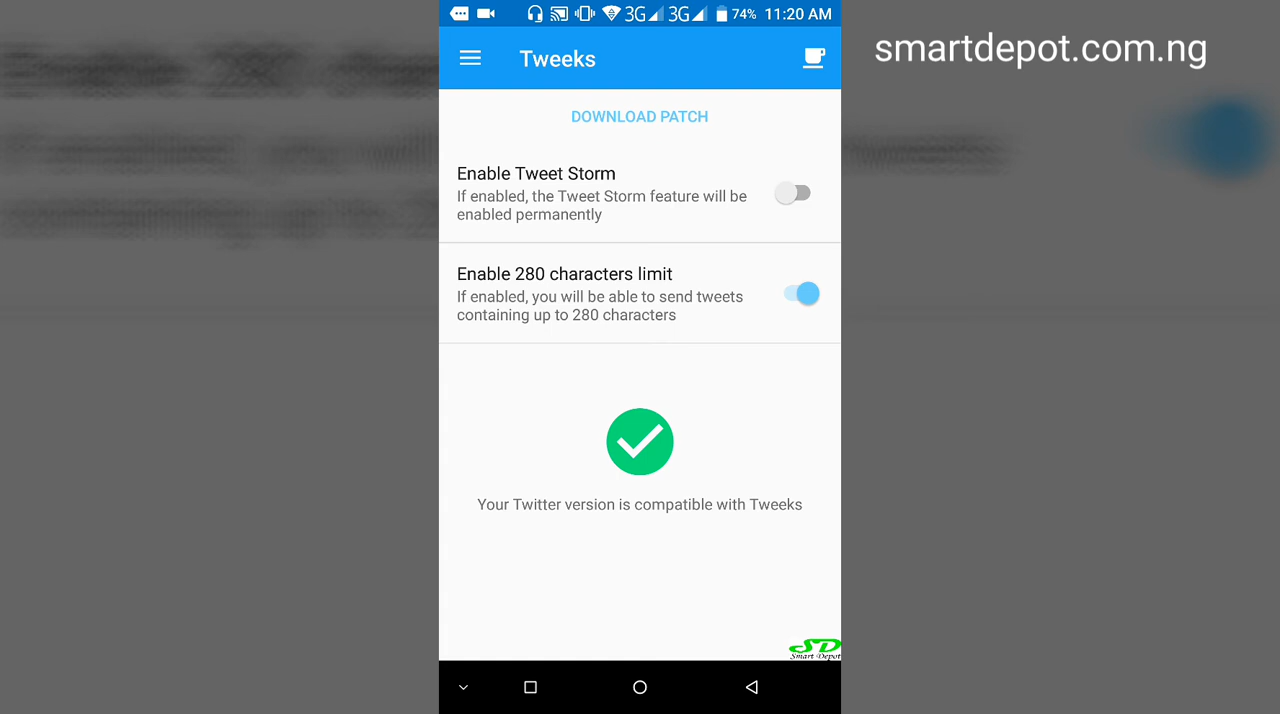 3G 3G 74% 11:20 AM
smartdepot.com.ng
Tweeks
DOWNLOAD PATCH
Enable Tweet Storm
If enabled, the Tweet Storm feature will be
enabled permanently
Enable 280 characters limit
If enabled, you will be able to send tweets
containing up to 280 characters
Your Twitter version is compatible with Tweeks
SD
Smart Depot